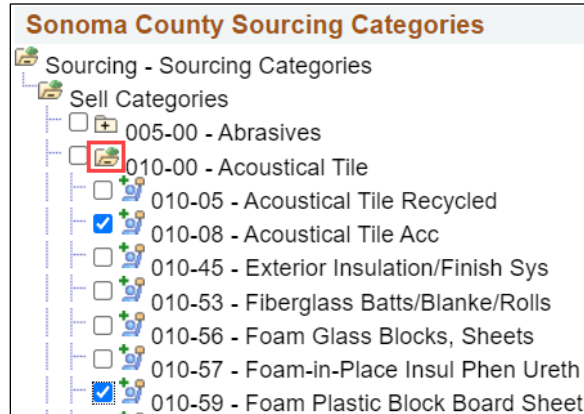 Sonoma County Sourcing Categories
Sourcing - Sourcing Categories
Sell Categories
005-00 - Abrasives
010-00 - Acoustical Tile
010-05 - Acoustical Tile Recycled
010-08 - Acoustical Tile Acc
010-45 - Exterior Insulation/Finish Sys
010-53 - Fiberglass Batts/Blanke/Rolls
010-56 - Foam Glass Blocks, Sheets
010-57 - Foam-in-Place Insul Phen Ureth
010-59 - Foam Plastic Block Board Sheet